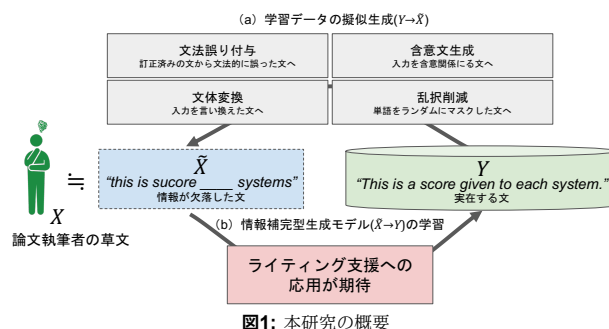 （a）学習データの擬似生成(Y→X̃)
文法誤り付与
訂正済みの文から文法的に誤った文へ
含意文生成
入力を含意関係にる文へ
文体変換
入力を言い換えた文へ
乱択削減
単語をランダムにマスクした文へ
X
≒
論文執筆者の草文
X̃
“this is sucore ____ systems”
情報が欠落した文
Y
“This is a score given to each system.”
実在する文
（b）情報補完型生成モデル(X̃→Y)の学習
ライティング支援への
応用が期待
図1: 本研究の概要